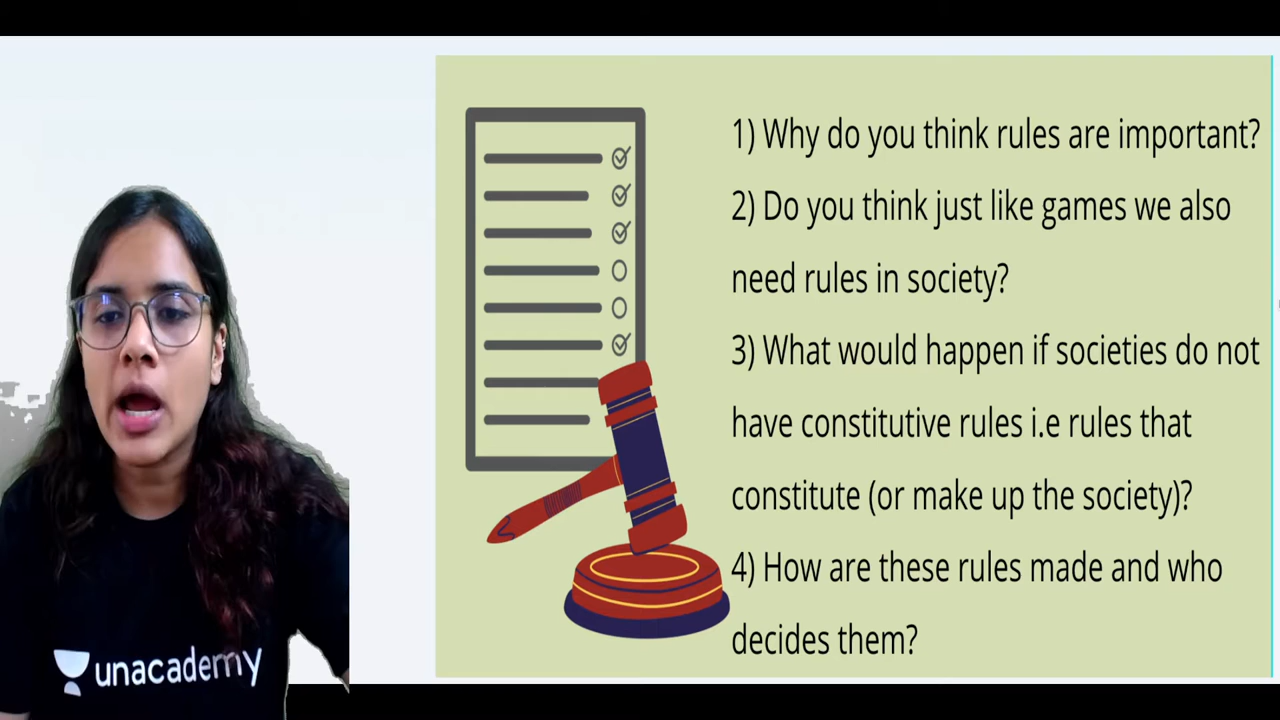 1) Why do you think rules are important?
2) Do you think just like games we also
need rules in society?
3) What would happen if societies do not
have constitutive rules i.e rules that
constitute (or make up the society)?
4) How are these rules made and who
decides them?
unacademy